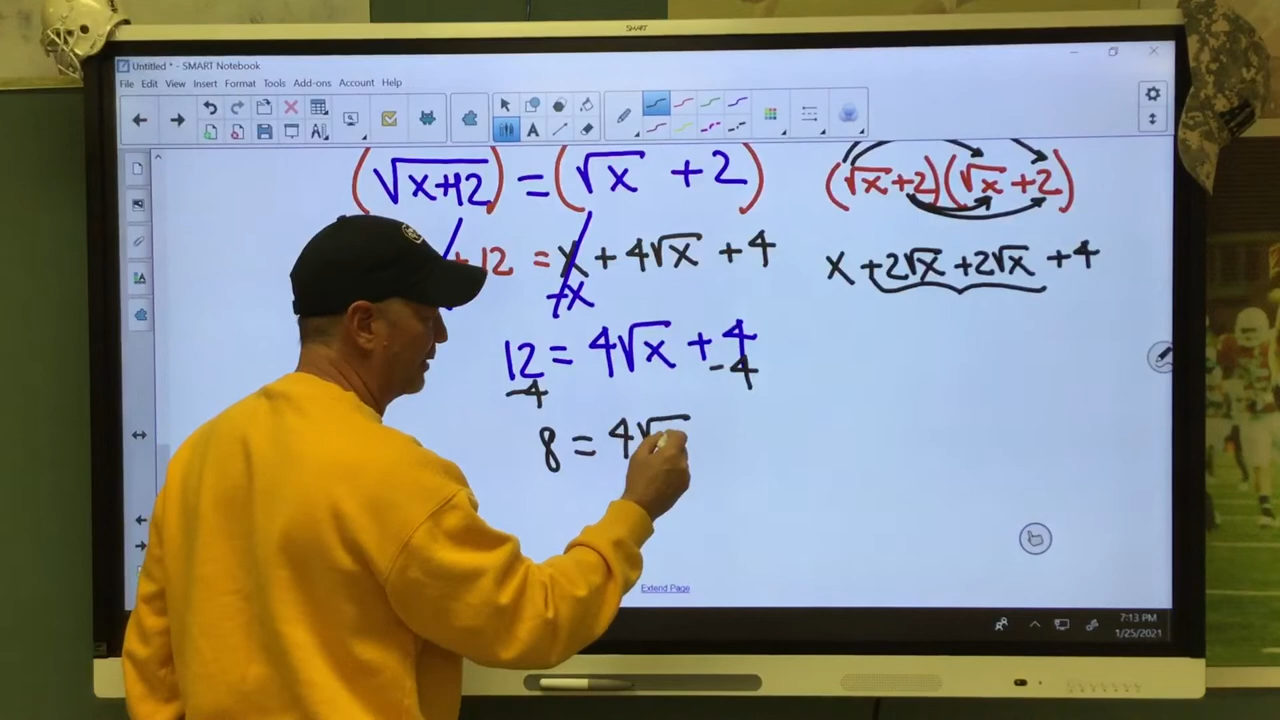 SMART
Untitled * - SMART Notebook
File Edit View Insert Format Tools Add-ons Account Help
(√x+12) = (√x + 2)
(√x+2)(√x+2)
+ 12 = x + 4√x + 4
x +2√x +2√x +4
-x
12 = 4√x + 4
-4 -4
8 = 4√
Extend Page
7:13 PM
1/25/2021